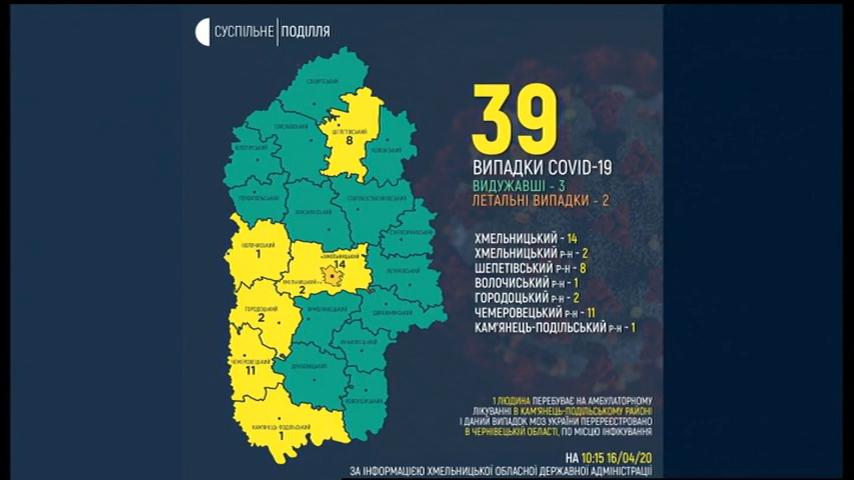 СУСПІЛЬНЕ ПОДІЛЛЯ
39
ВИПАДКИ COVID-19
ВИДУЖАВШІ - 3
ЛЕТАЛЬНІ ВИПАДКИ - 2
ХМЕЛЬНИЦЬКИЙ - 14
ХМЕЛЬНИЦЬКИЙ Р-Н - 2
ШЕПЕТІВСЬКИЙ Р-Н - 8
ВОЛОЧИСЬКИЙ Р-Н - 1
ГОРОДОЦЬКИЙ Р-Н - 2
ЧЕМЕРОВЕЦЬКИЙ Р-Н - 11
КАМ'ЯНЕЦЬ-ПОДІЛЬСЬКИЙ Р-Н - 1
ШЕПЕТІВСЬКИЙ
8
ВОЛОЧИСЬКИЙ
1
ХМЕЛЬНИЦЬКИЙ
14
2
ГОРОДОЦЬКИЙ
2
ЧЕМЕРОВЕЦЬКИЙ
11
КАМ'ЯНЕЦЬ-ПОДІЛЬСЬКИЙ
1
1 ЛЮДИНА ПЕРЕБУВАЄ НА АМБУЛАТОРНОМУ
ЛІКУВАННІ В КАМ'ЯНЕЦЬ-ПОДІЛЬСЬКОМУ РАЙОНІ
І ДАНИЙ ВИПАДОК МОЗ УКРАЇНИ ПЕРЕРЕЄСТРОВАНО
В ЧЕРНІВЕЦЬКІЙ ОБЛАСТІ, ПО МІСЦЮ ІНФІКУВАННЯ
НА 10:15 16/04/20
ЗА ІНФОРМАЦІЄЮ ХМЕЛЬНИЦЬКОЇ ОБЛАСНОЇ ДЕРЖАВНОЇ АДМІНІСТРАЦІЇ